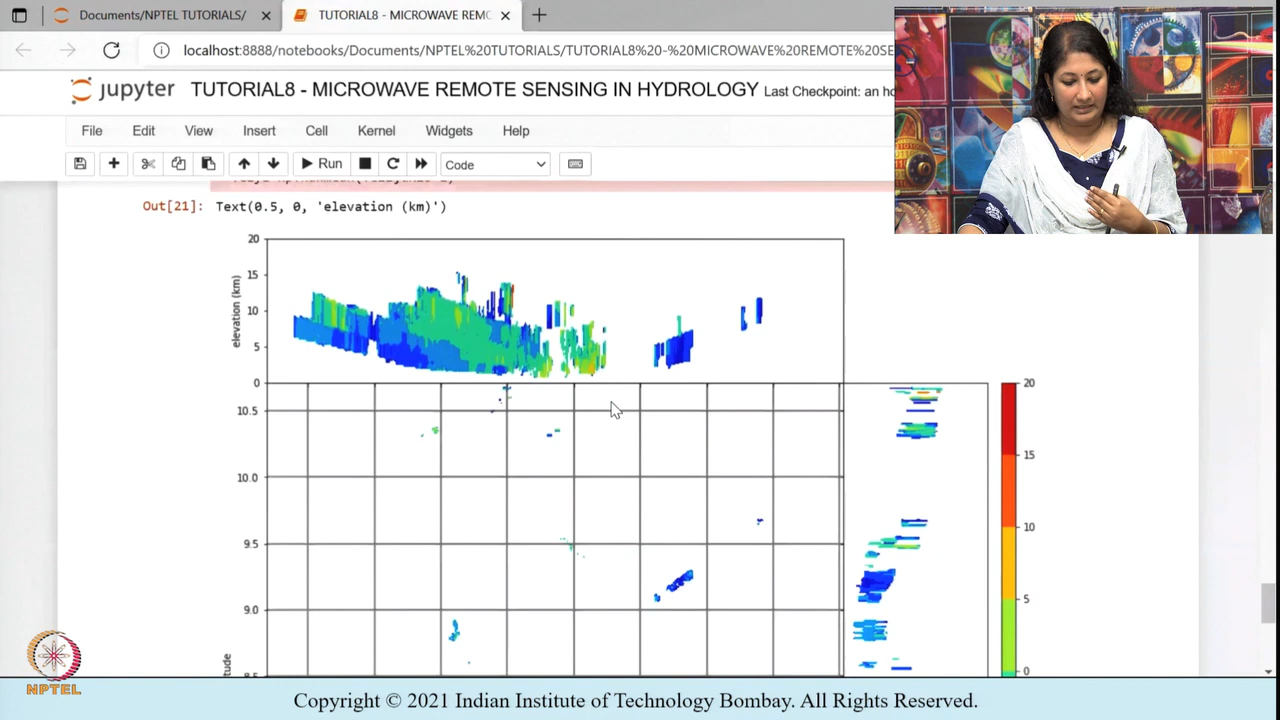 Documents/NPTEL TUTORIALS/
TUTORIAL8 - MICROWAVE REMO
localhost:8888/notebooks/Documents/NPTEL%20TUTORIALS/TUTORIAL8%20-%20MICROWAVE%20REMOTE%20SE
jupyter TUTORIAL8 - MICROWAVE REMOTE SENSING IN HYDROLOGY Last Checkpoint: an ho
File Edit View Insert Cell Kernel Widgets Help
Run Code
Out[21]: Text(0.5, 0, 'elevation (km)')
20
15
10
5
0
elevation (km)
10.5
10.0
9.5
9.0
8.5
20
15
10
5
0
NPTEL
Copyright © 2021 Indian Institute of Technology Bombay. All Rights Reserved.